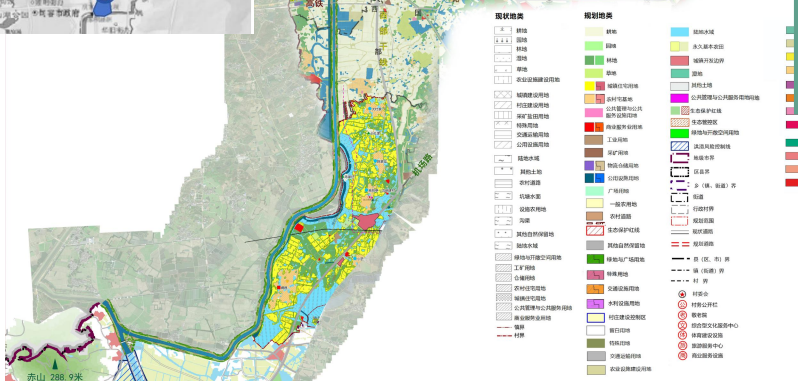 高铁
西
部
干
线
机场路
赤山 288.9米
现状地类
耕地
园地
林地
湿地
草地
农业设施建设用地
城镇建设用地
村庄建设用地
采矿盐田用地
特殊用地
交通运输用地
公用设施用地
陆地水域
其他土地
农村道路
坑塘水面
设施农用地
沟渠
其他自然保留地
陆地水域
绿地与开敞空间用地
工矿用地
仓储用地
农村住宅用地
城镇住宅用地
公共管理与公共服务用地
商业服务业用地
镇界
村界
规划地类
耕地
园地
林地
草地
城镇住宅用地
农村宅基地
公共管理与公共
服务设施用地
商业服务业用地
工业用地
采矿用地
物流仓储用地
公用设施用地
广场用地
一般农用地
农村道路
生态保护红线
其他自然保留地
绿地与广场用地
特殊用地
交通设施用地
水利设施用地
村庄建设控制区
留白用地
特殊用地
交通运输用地
农业设施建设用地
陆地水域
永久基本农田
城镇开发边界
湿地
其他土地
公共管理与公共服务用地用地
生态保护红线
生态管控区
绿地与开敞空间用地
洪涝风险控制线
地级市界
区县界
乡（镇、街道）界
街道
行政村界
规划范围
现状道路
规划道路
县（区、市）界
镇（街道）界
村 界
村委会
村务公开栏
敬老院
综合型文化服务中心
体育建设设施
旅游服务中心
商业服务设施